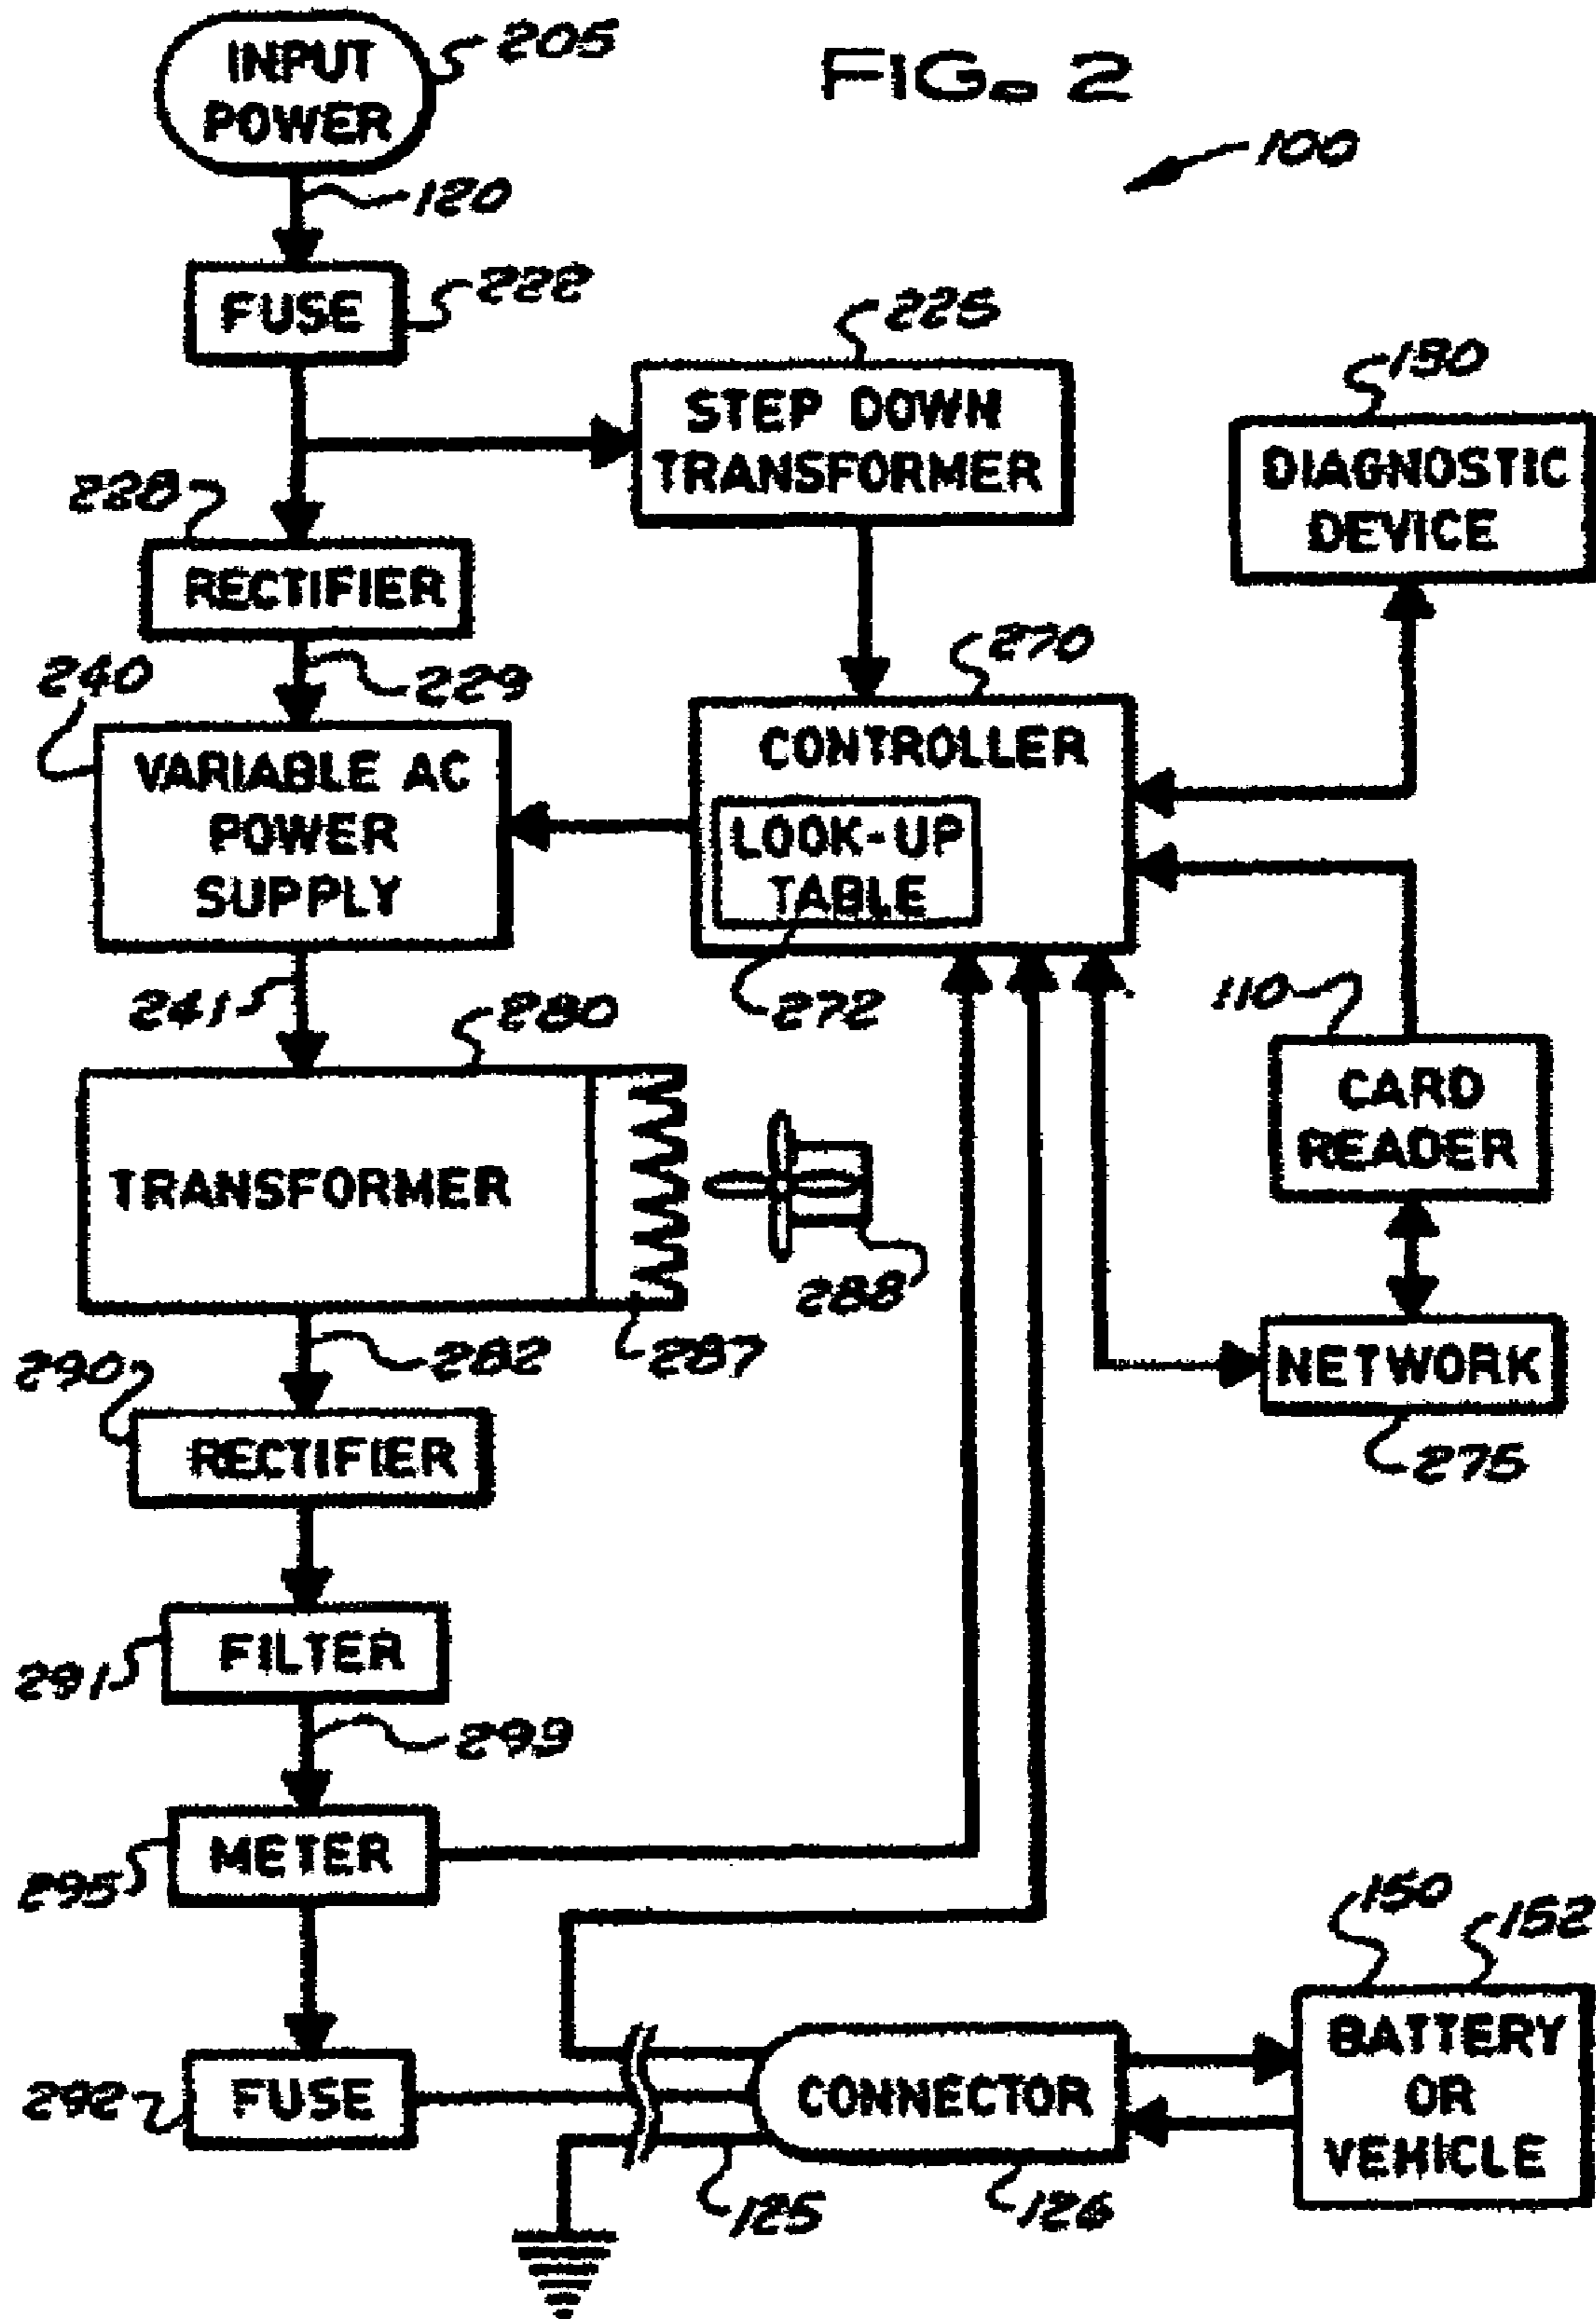 INPUT
POWER
205
FIG. 2
100
120
FUSE
222
225
STEP DOWN
TRANSFORMER
130
DIAGNOSTIC
DEVICE
228
RECTIFIER
229
240
VARIABLE AC
POWER
SUPPLY
270
CONTROLLER
LOOK-UP
TABLE
272
241
280
110
CARD
READER
TRANSFORMER
288
287
282
NETWORK
275
290
RECTIFIER
FILTER
291
299
METER
295
150
152
BATTERY
OR
VEHICLE
FUSE
292
CONNECTOR
125
126